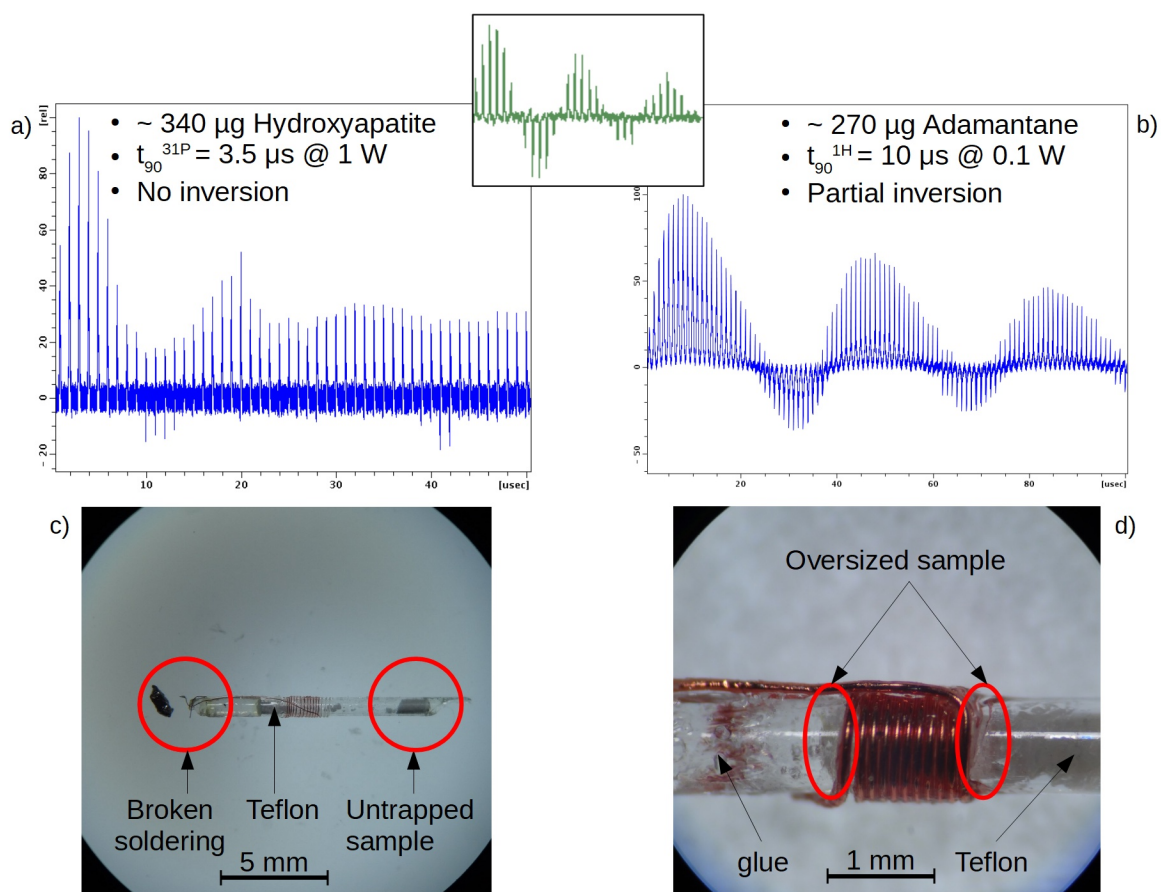 a)
[rel]
80
60
40
20
0
- 20
10
20
30
40
[usec]
• ~ 340 µg Hydroxyapatite
• t90 31P = 3.5 µs @ 1 W
• No inversion
b)
100
50
0
- 50
20
40
60
80
[usec]
• ~ 270 µg Adamantane
• t90 1H = 10 µs @ 0.1 W
• Partial inversion
c)
Broken
soldering
Teflon
Untrapped
sample
5 mm
d)
Oversized sample
glue
1 mm
Teflon